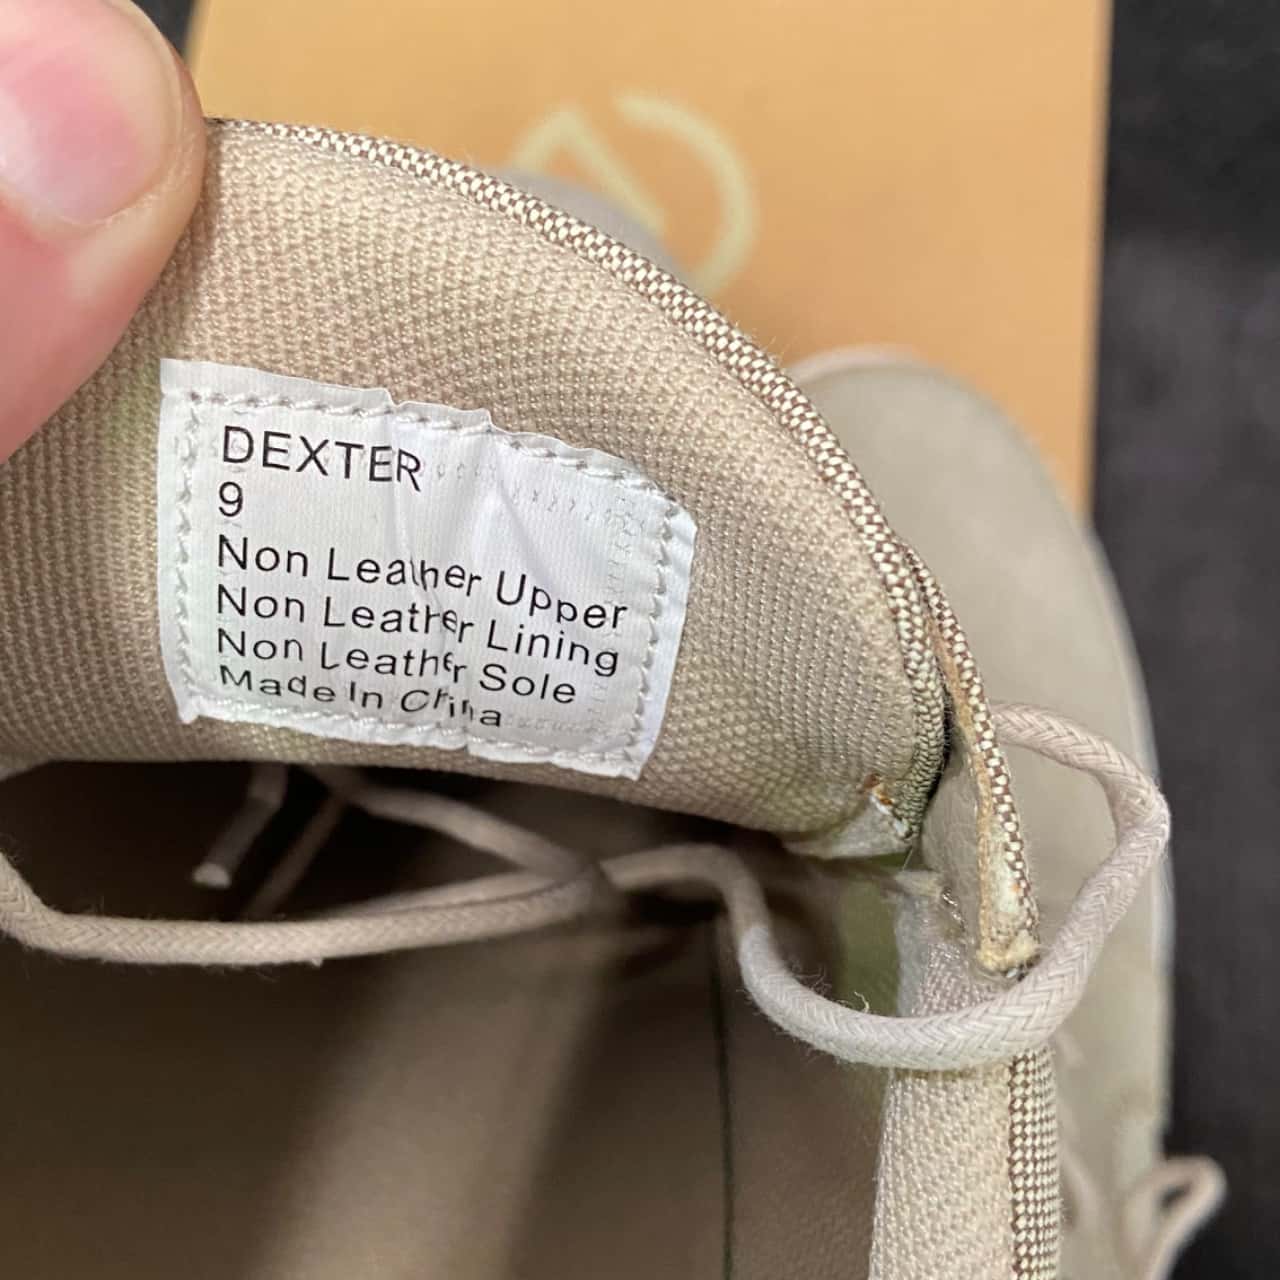 DEXTER
9
Non Leather Upper
Non Leather Lining
Non Leather Sole
Made In China